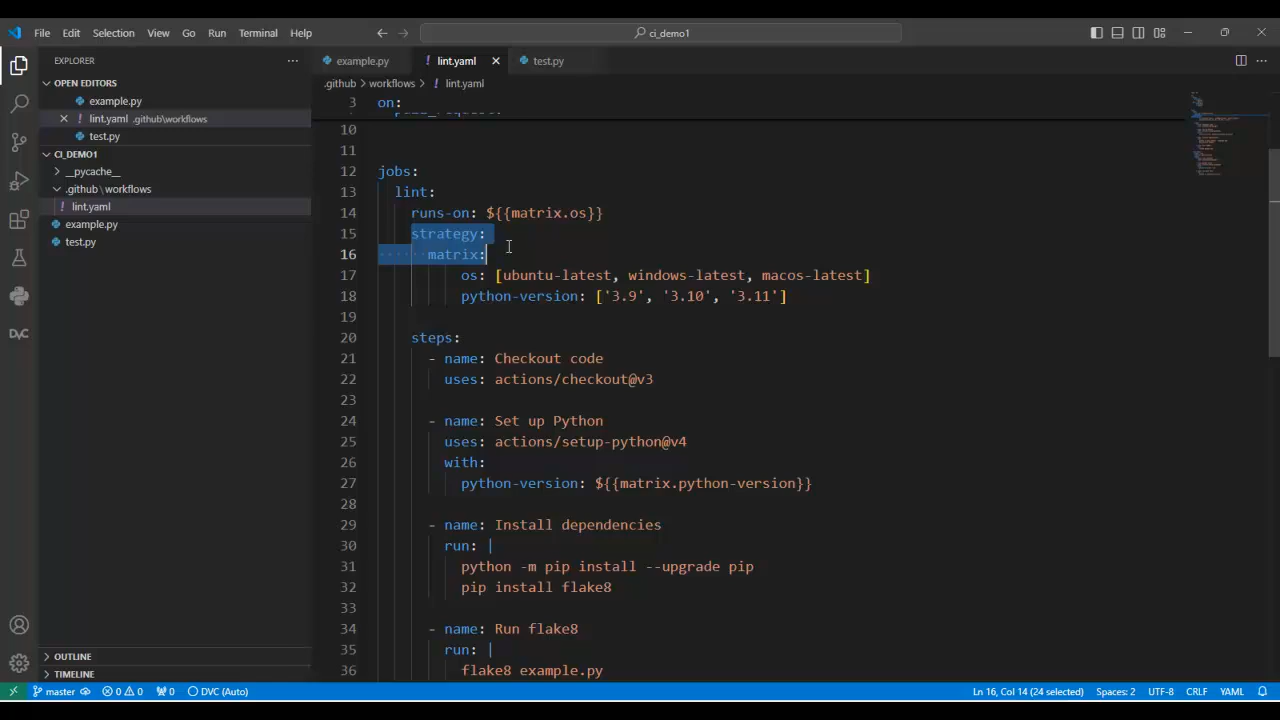 File Edit Selection View Go Run Terminal Help ci_demo1
EXPLORER
OPEN EDITORS
example.py
lint.yaml .github\workflows
test.py
CI_DEMO1
__pycache__
.github\workflows
lint.yaml
example.py
test.py
OUTLINE
TIMELINE
example.py lint.yaml test.py
.github > workflows > lint.yaml
3 on:
pull_request:
10
11
12 jobs:
13 lint:
14 runs-on: ${{matrix.os}}
15 strategy:
16 matrix:
17 os: [ubuntu-latest, windows-latest, macos-latest]
18 python-version: ['3.9', '3.10', '3.11']
19
20 steps:
21 - name: Checkout code
22 uses: actions/checkout@v3
23
24 - name: Set up Python
25 uses: actions/setup-python@v4
26 with:
27 python-version: ${{matrix.python-version}}
28
29 - name: Install dependencies
30 run: |
31 python -m pip install --upgrade pip
32 pip install flake8
33
34 - name: Run flake8
35 run: |
36 flake8 example.py
DVC
master 0 0 0 DVC (Auto) Ln 16, Col 14 (24 selected) Spaces: 2 UTF-8 CRLF YAML